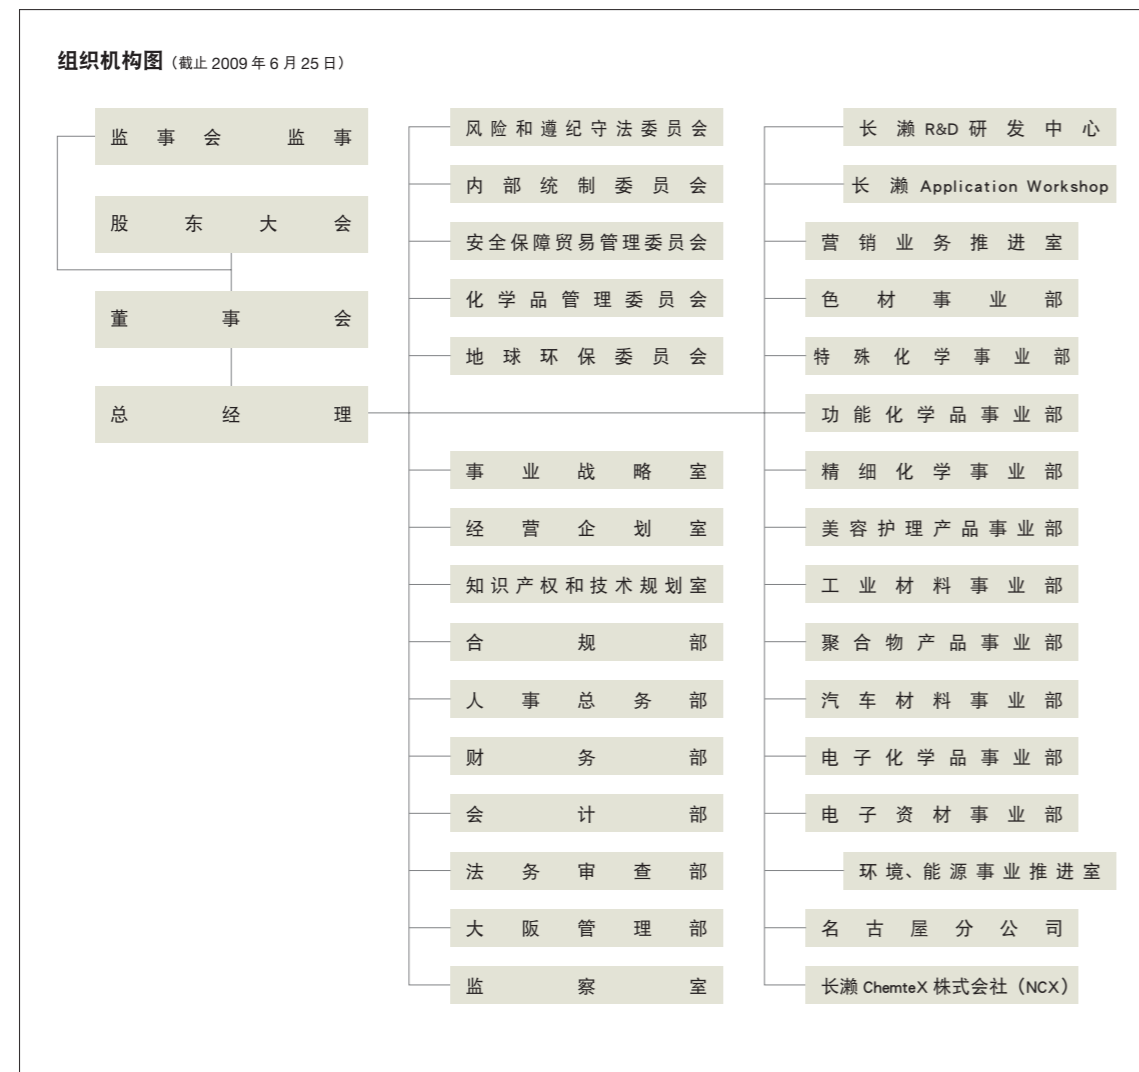 组织机构图（截止 2009 年 6 月 25 日）
监事会 监事
股东大会
董事会
总经理
风险和遵纪守法委员会
内部统制委员会
安全保障贸易管理委员会
化学品管理委员会
地球环保委员会
事业战略室
经营企划室
知识产权和技术规划室
合规部
人事总务部
财务部
会计部
法务审查部
大阪管理部
监察室
长濑 R&D 研发中心
长濑 Application Workshop
营销业务推进室
色材事业部
特殊化学事业部
功能化学品事业部
精细化学事业部
美容护理产品事业部
工业材料事业部
聚合物产品事业部
汽车材料事业部
电子化学品事业部
电子资材事业部
环境、能源事业推进室
名古屋分公司
长濑 ChemteX 株式会社（NCX）